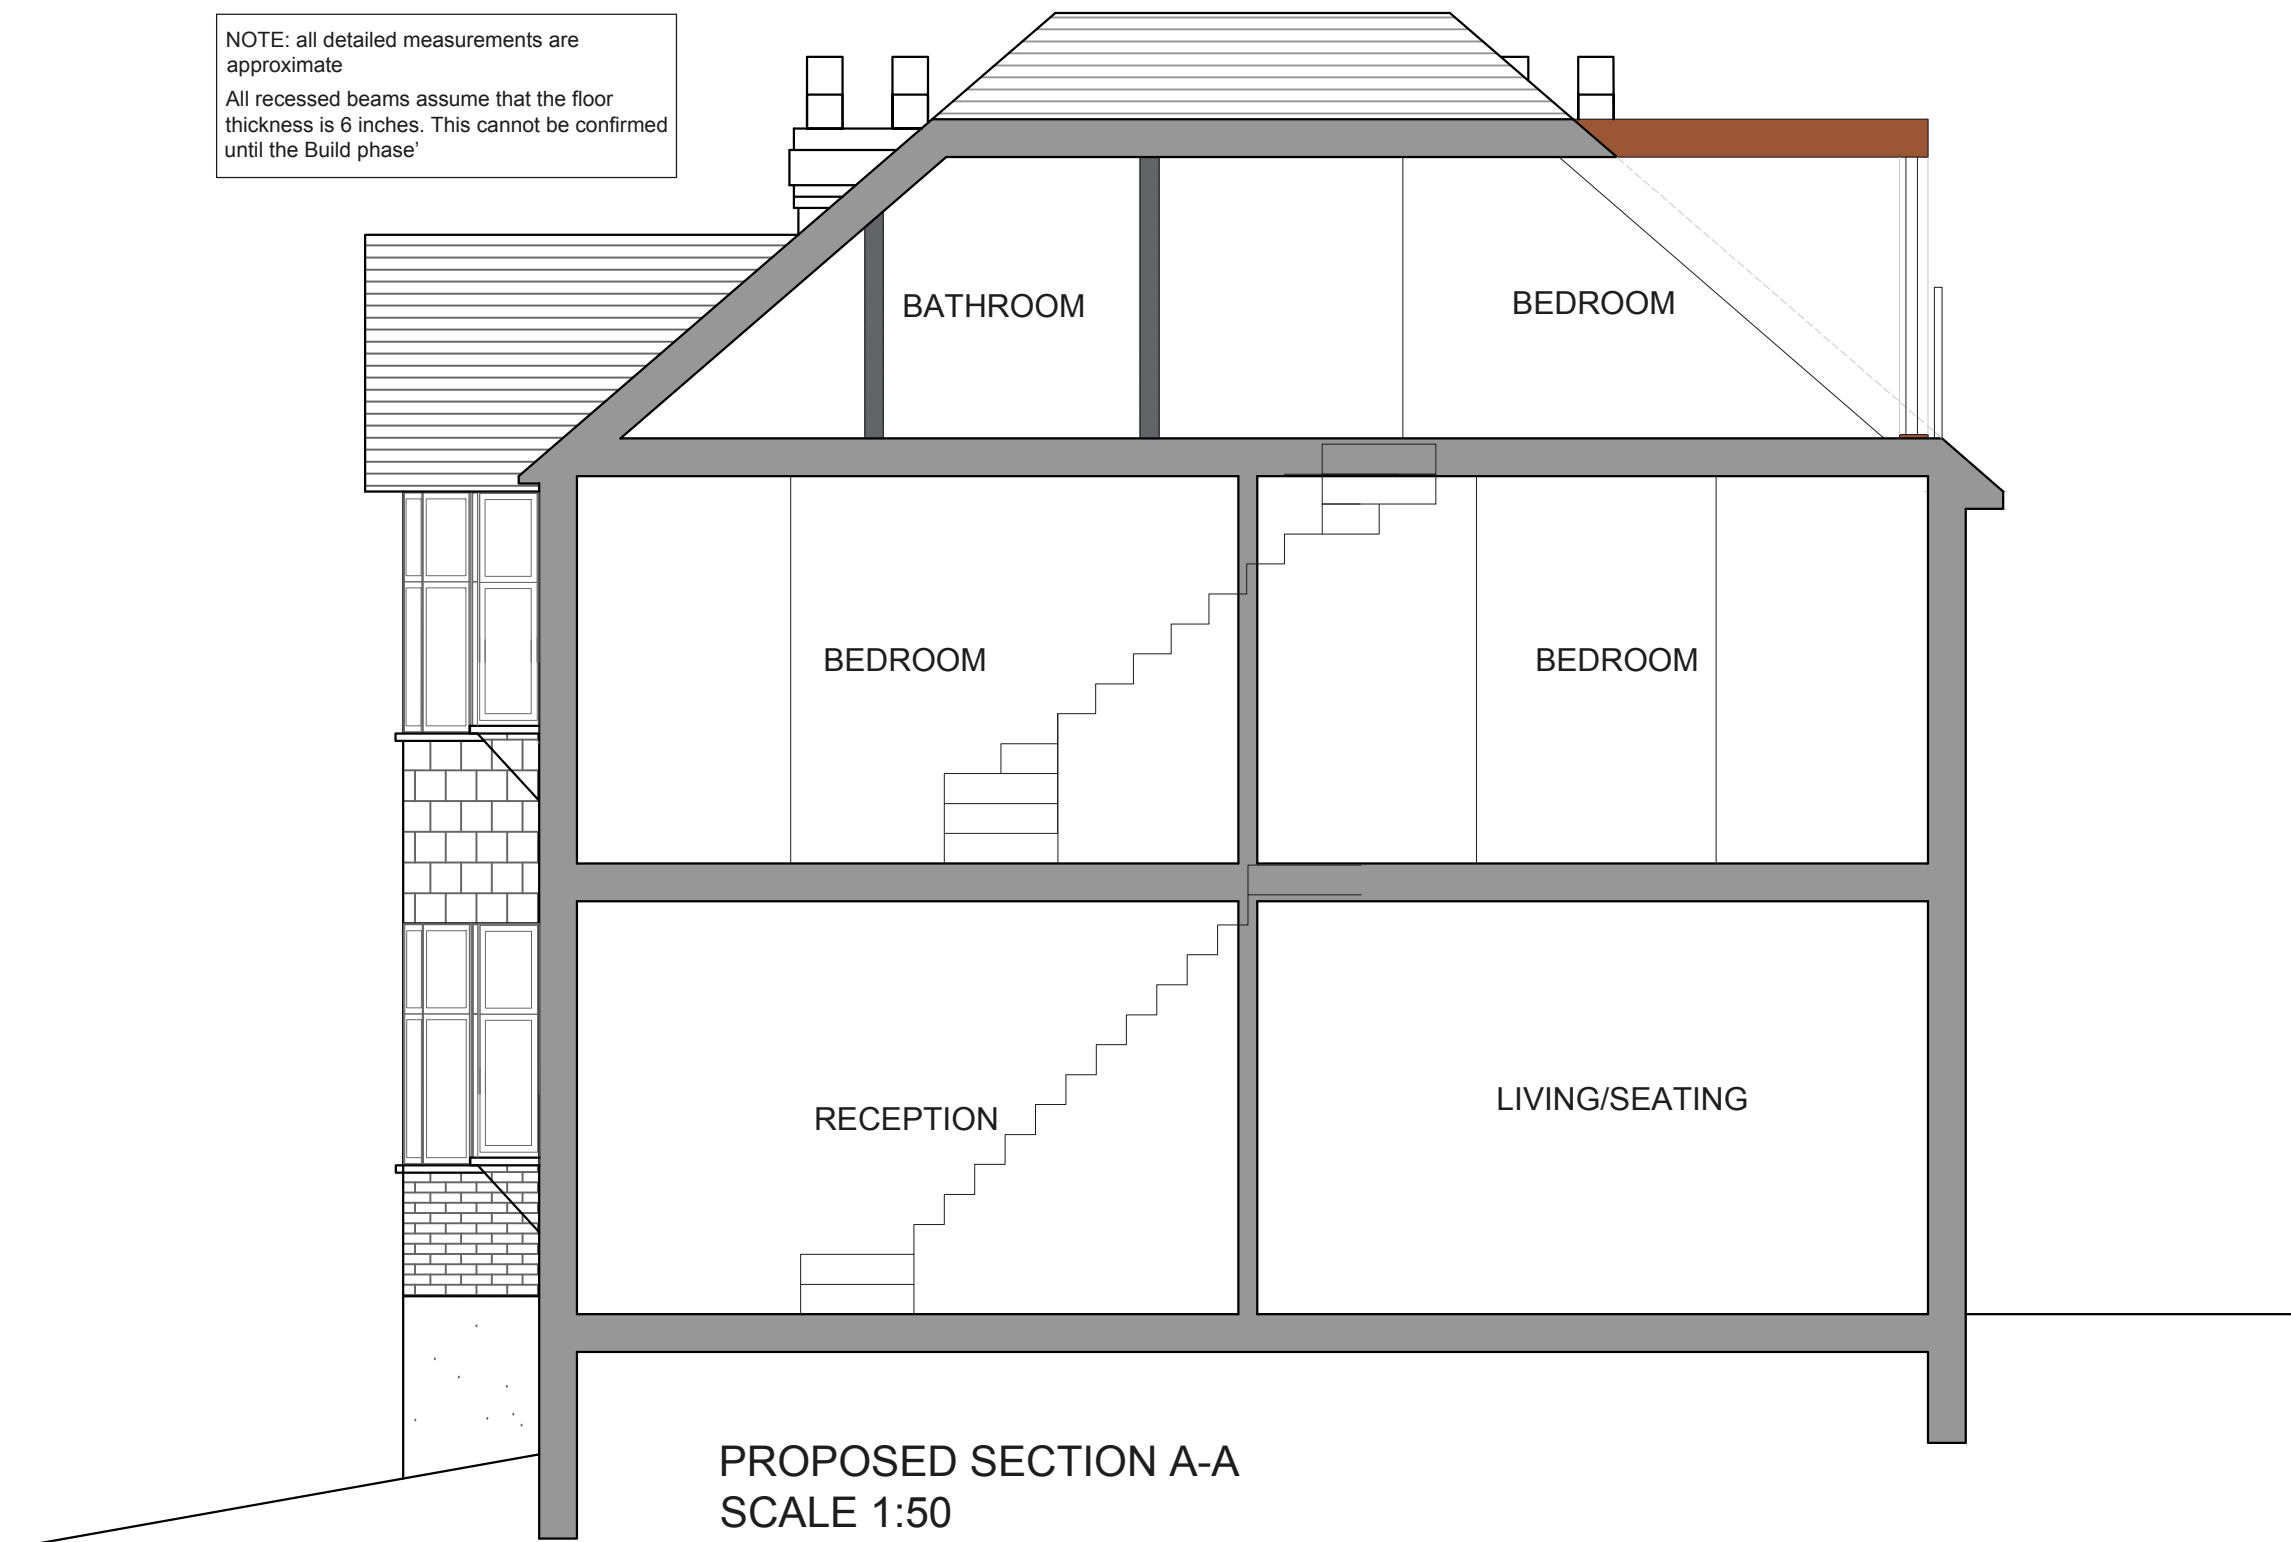 NOTE: all detailed measurements are
approximate
All recessed beams assume that the floor
thickness is 6 inches. This cannot be confirmed
until the Build phase’
BATHROOM
BEDROOM
BEDROOM
BEDROOM
RECEPTION
LIVING/SEATING
PROPOSED SECTION A-A
SCALE 1:50